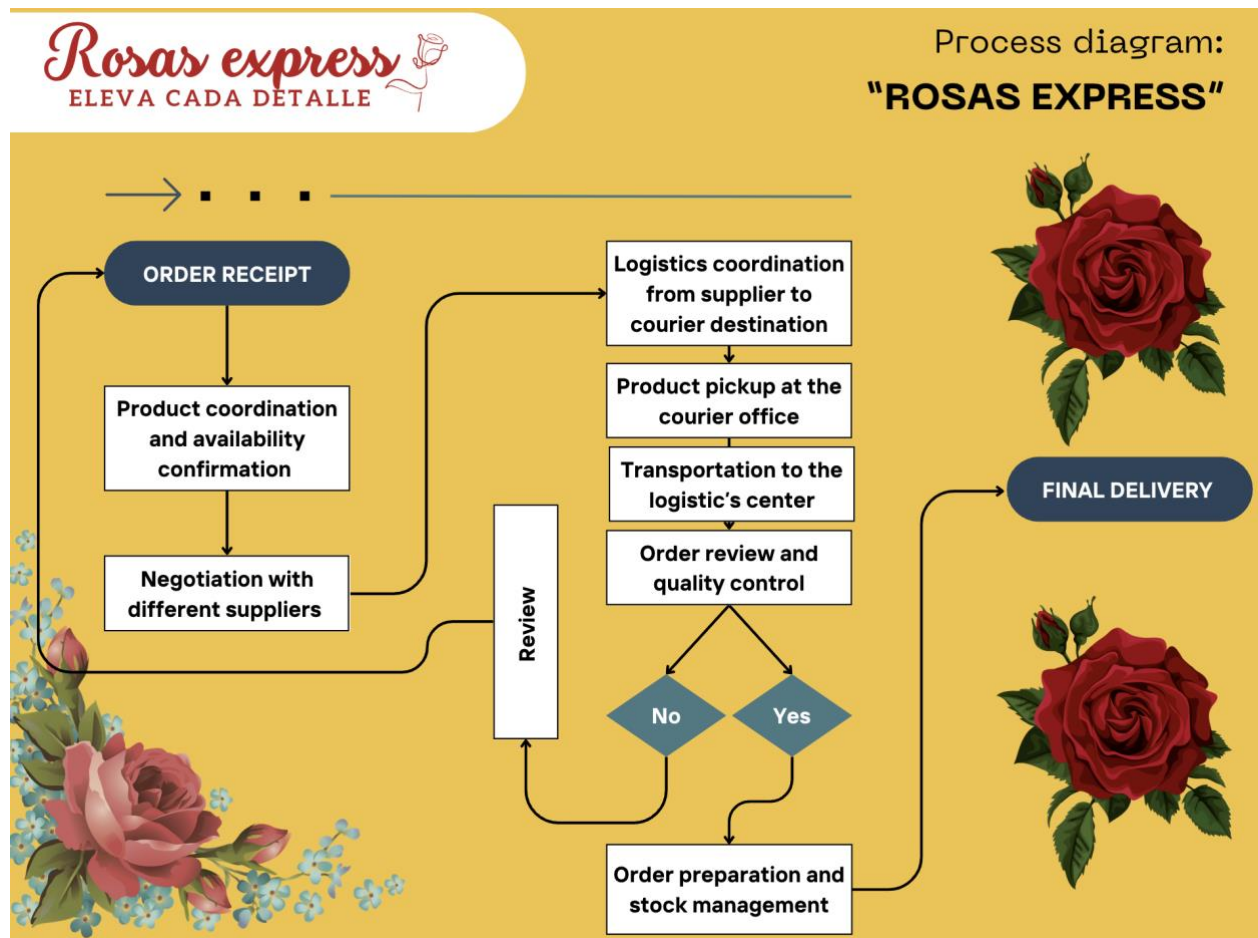 Rosas express
ELEVA CADA DETALLE
Process diagram:
"ROSAS EXPRESS"
ORDER RECEIPT
Product coordination
and availability
confirmation
Negotiation with
different suppliers
Logistics coordination
from supplier to
courier destination
Product pickup at the
courier office
Transportation to the
logistic's center
Order review and
quality control
No
Yes
Review
Order preparation and
stock management
FINAL DELIVERY